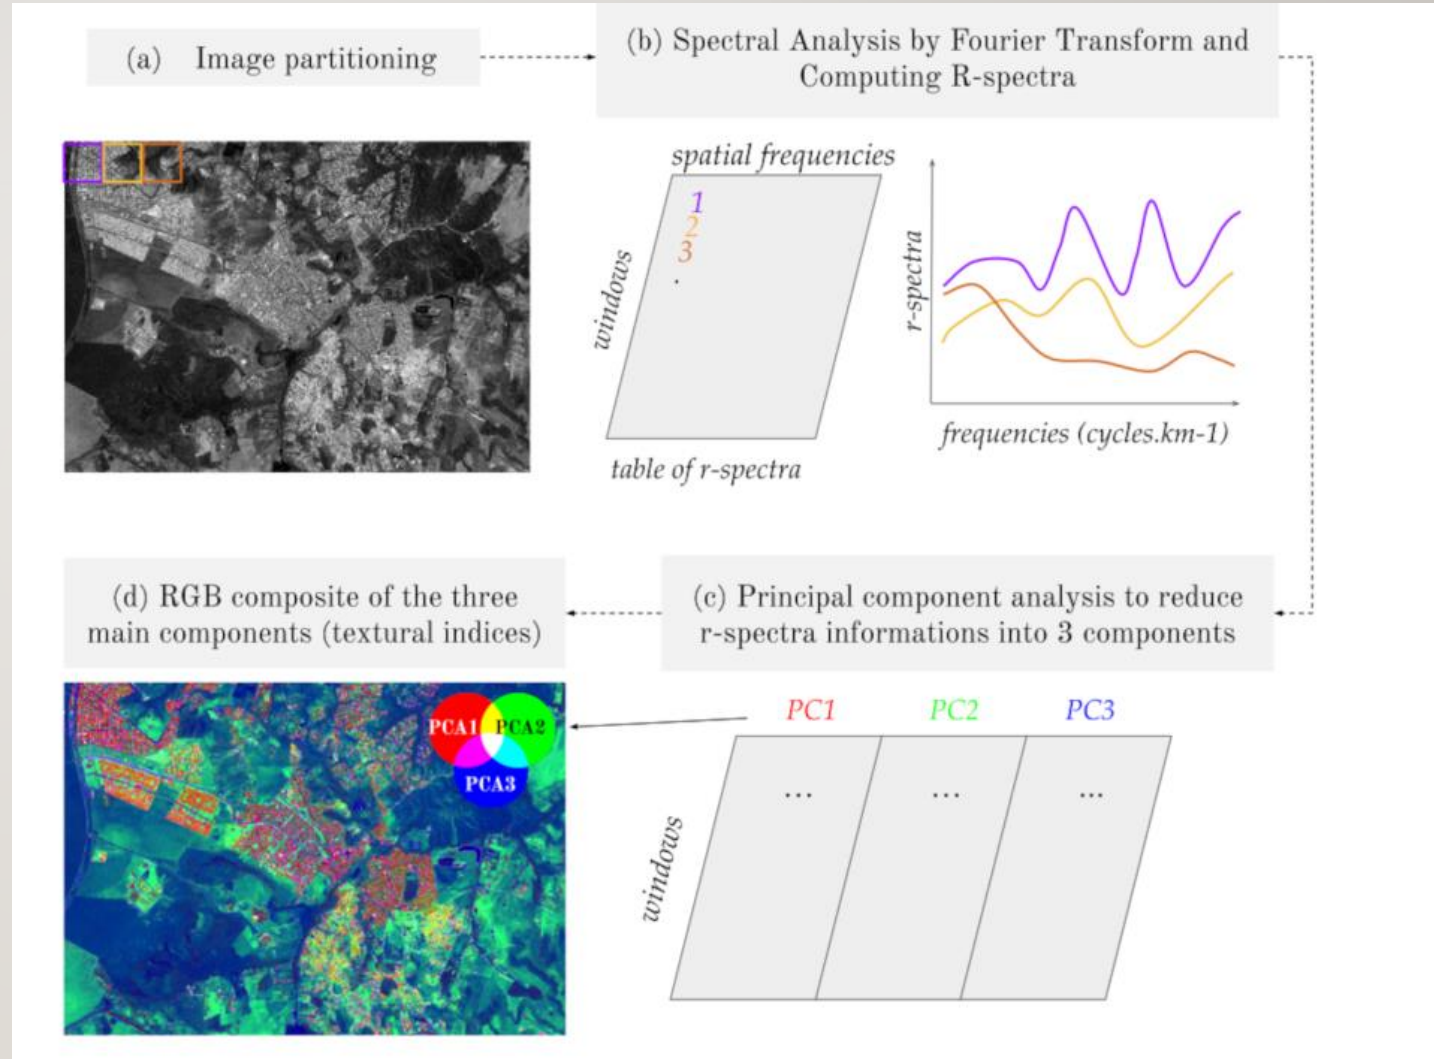 (a) Image partitioning
(b) Spectral Analysis by Fourier Transform and
Computing R-spectra
spatial frequencies
1
2
3
.
windows
table of r-spectra
r-spectra
frequencies (cycles.km-1)
(c) Principal component analysis to reduce
r-spectra informations into 3 components
PC1 PC2 PC3
... ... ...
windows
(d) RGB composite of the three
main components (textural indices)
PCA1 PCA2
PCA3